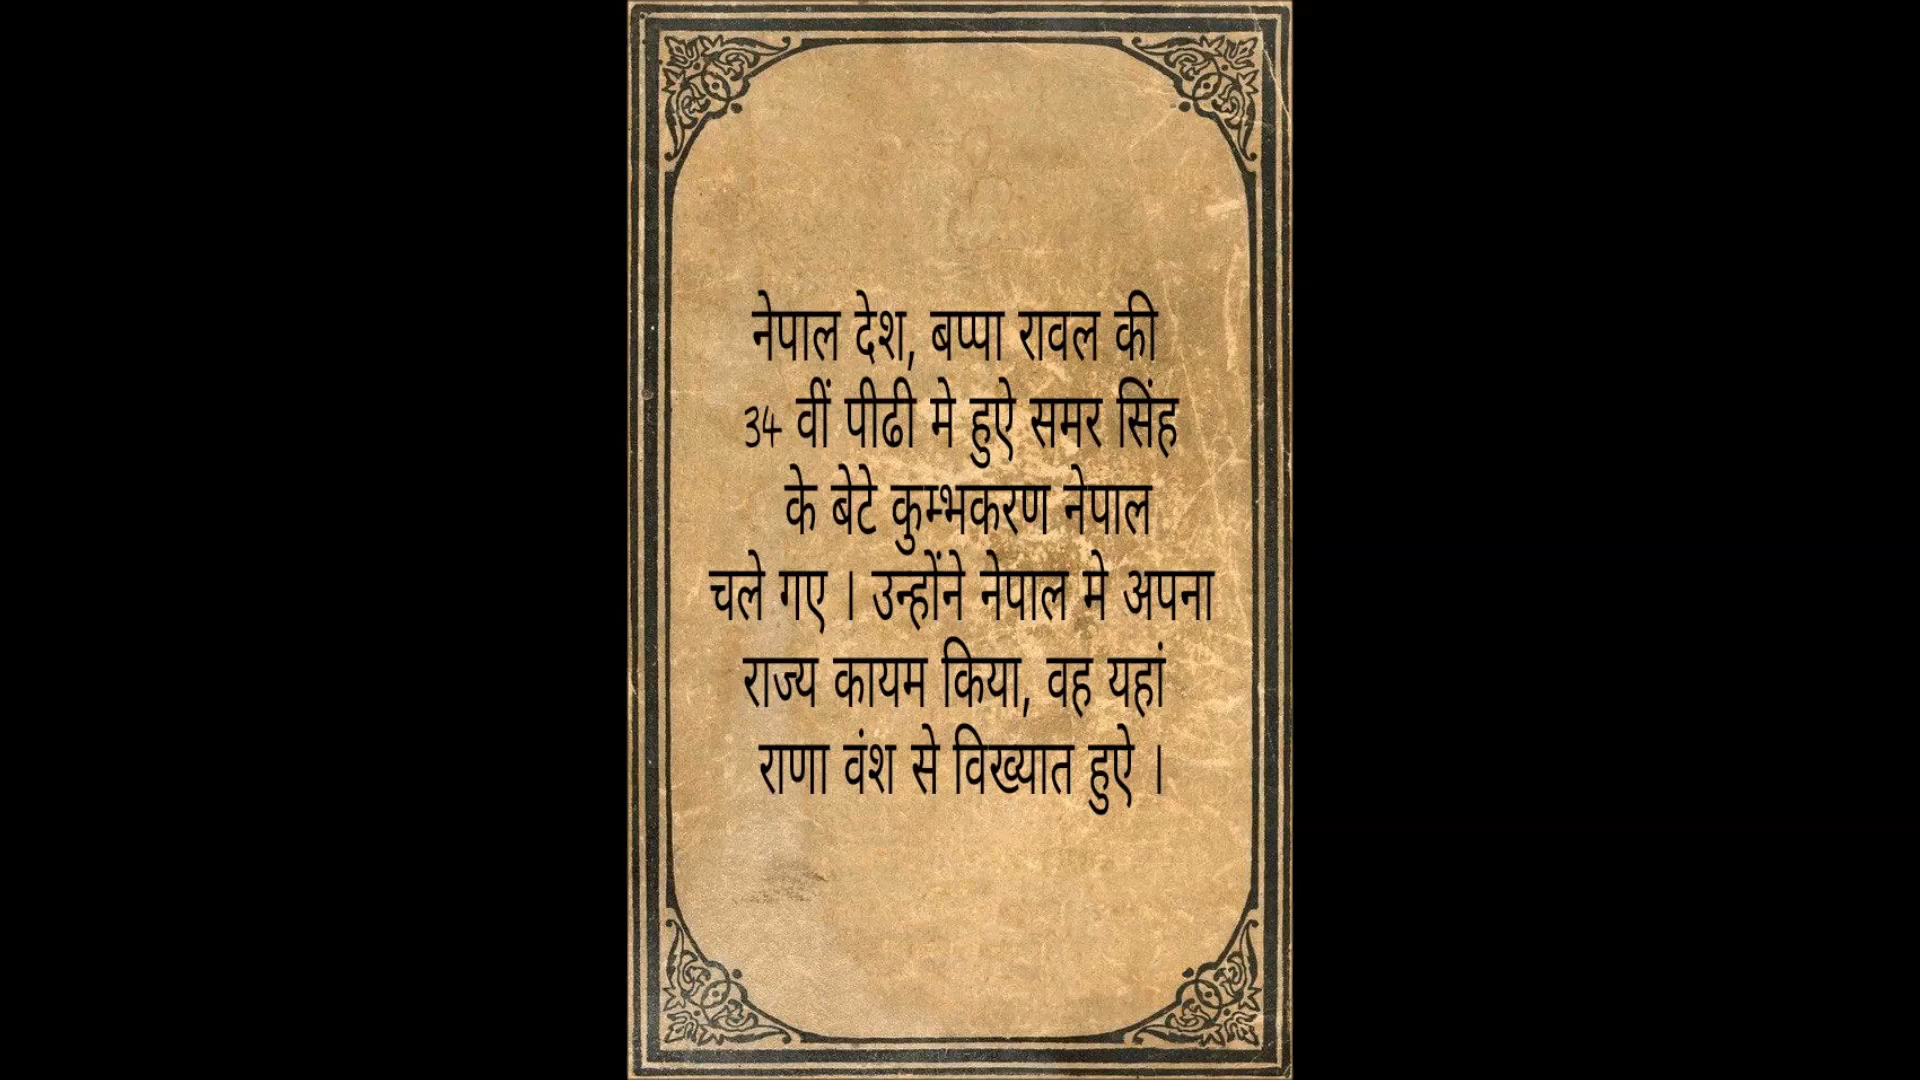 नेपाल देश, बप्पा रावल की
34 वीं पीढी मे हुऐ समर सिंह
के बेटे कुम्भकरण नेपाल
चले गए । उन्होंने नेपाल मे अपना
राज्य कायम किया, वह यहां
राणा वंश से विख्यात हुऐ ।